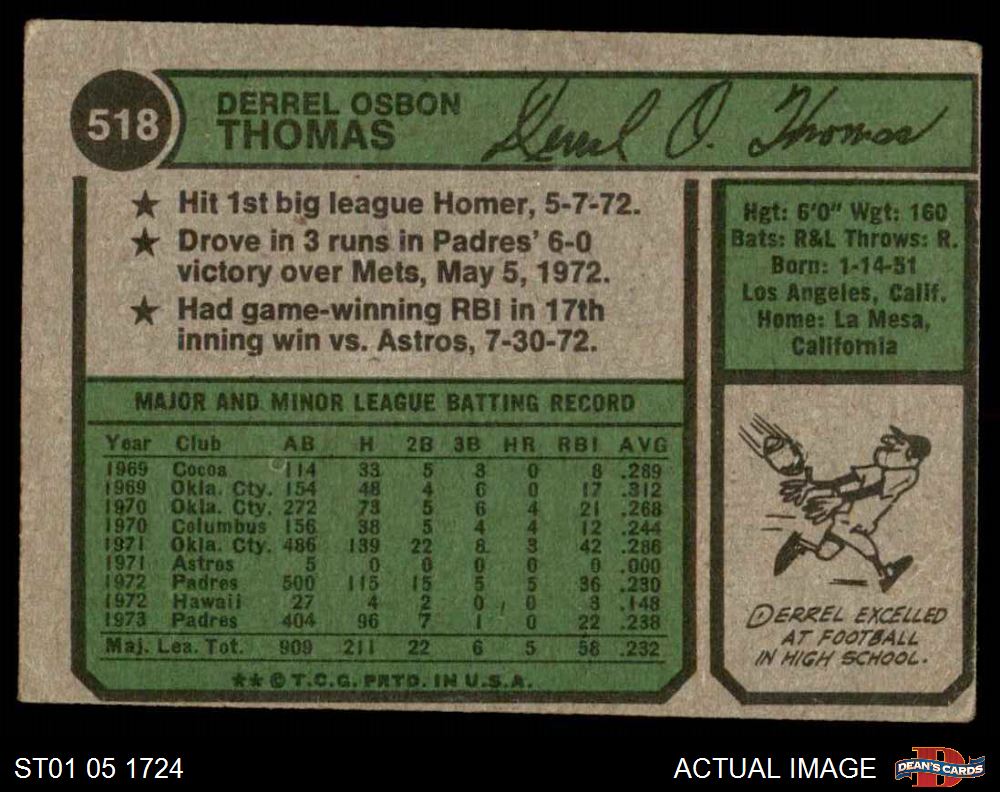 518
DERREL OSBON
THOMAS
Derrel O. Thomas
★ Hit 1st big league Homer, 5-7-72.
★ Drove in 3 runs in Padres' 6-0
victory over Mets, May 5, 1972.
★ Had game-winning RBI in 17th
inning win vs. Astros, 7-30-72.
Hgt: 6'0" Wgt: 160
Bats: R&L Throws: R.
Born: 1-14-51
Los Angeles, Calif.
Home: La Mesa,
California
MAJOR AND MINOR LEAGUE BATTING RECORD
Year Club AB H 2B 3B HR RBI AVG
1969 Cocoa 114 33 5 3 0 8 .289
1969 Okla. Cty. 154 48 4 6 0 17 .312
1970 Okla. Cty. 272 73 5 6 4 21 .268
1970 Columbus 156 38 5 4 4 12 .244
1971 Okla. Cty. 486 139 22 8 3 42 .286
1971 Astros 5 0 0 0 0 0 .000
1972 Padres 500 115 15 5 5 36 .230
1972 Hawaii 27 4 2 0 0 3 .148
1973 Padres 404 96 7 1 0 22 .238
Maj. Lea. Tot. 909 211 22 6 5 58 .232
★★ © T.C.G. PRTD. IN U.S.A.
DERREL EXCELLED
AT FOOTBALL
IN HIGH SCHOOL.
ST01 05 1724
ACTUAL IMAGE
DEAN'S CARDS